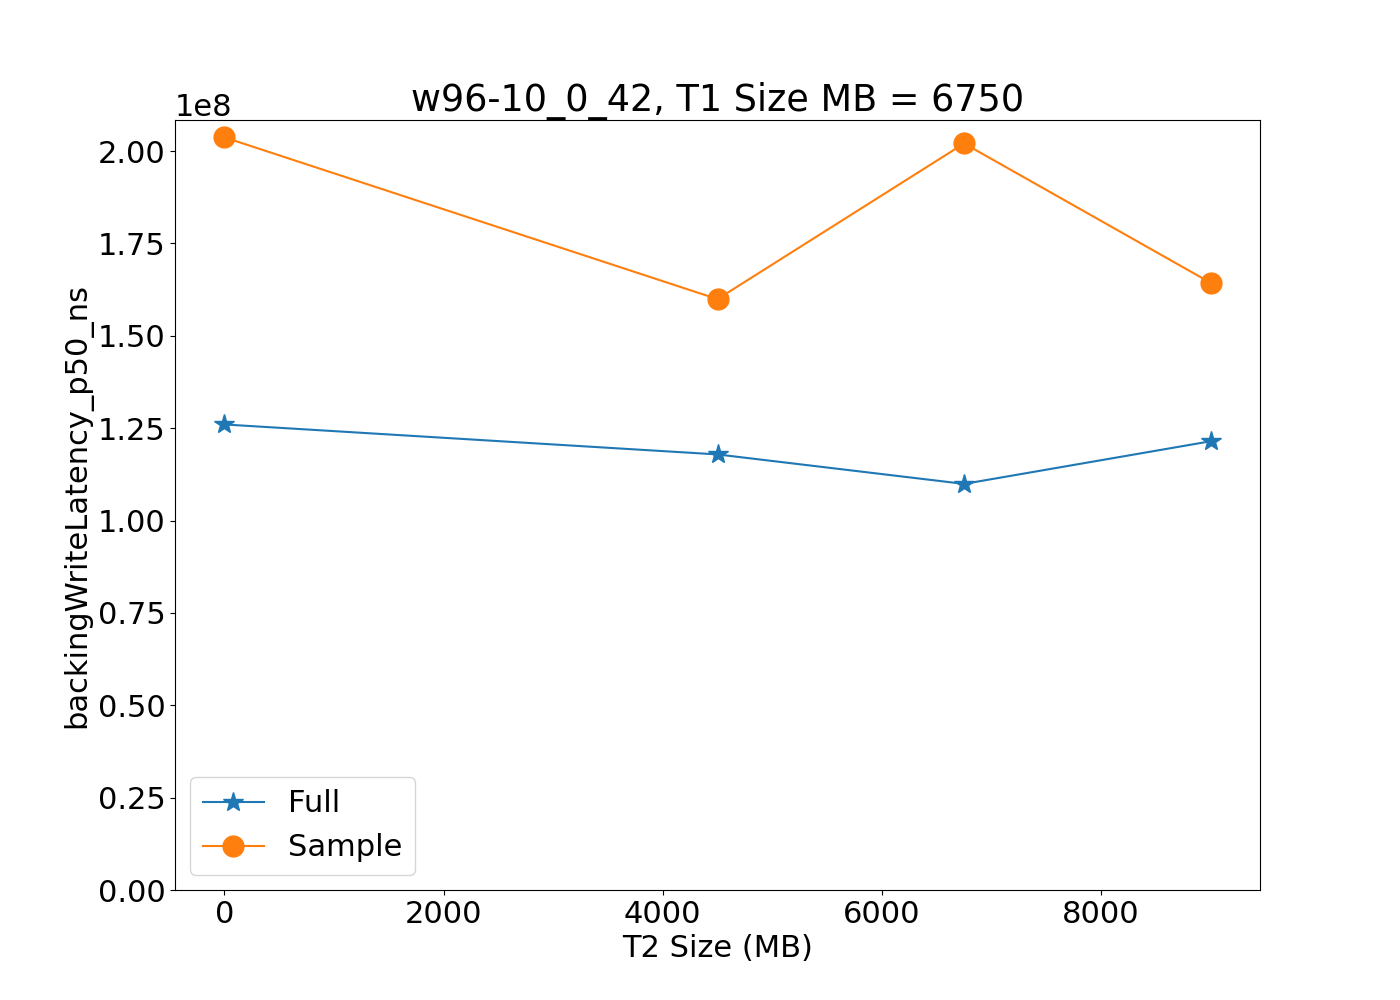 w96-10_0_42, T1 Size MB = 6750
1e8
2.00
1.75
1.50
1.25
1.00
0.75
0.50
0.25
0.00
backingWriteLatency_p50_ns
Full
Sample
0 2000 4000 6000 8000
T2 Size (MB)